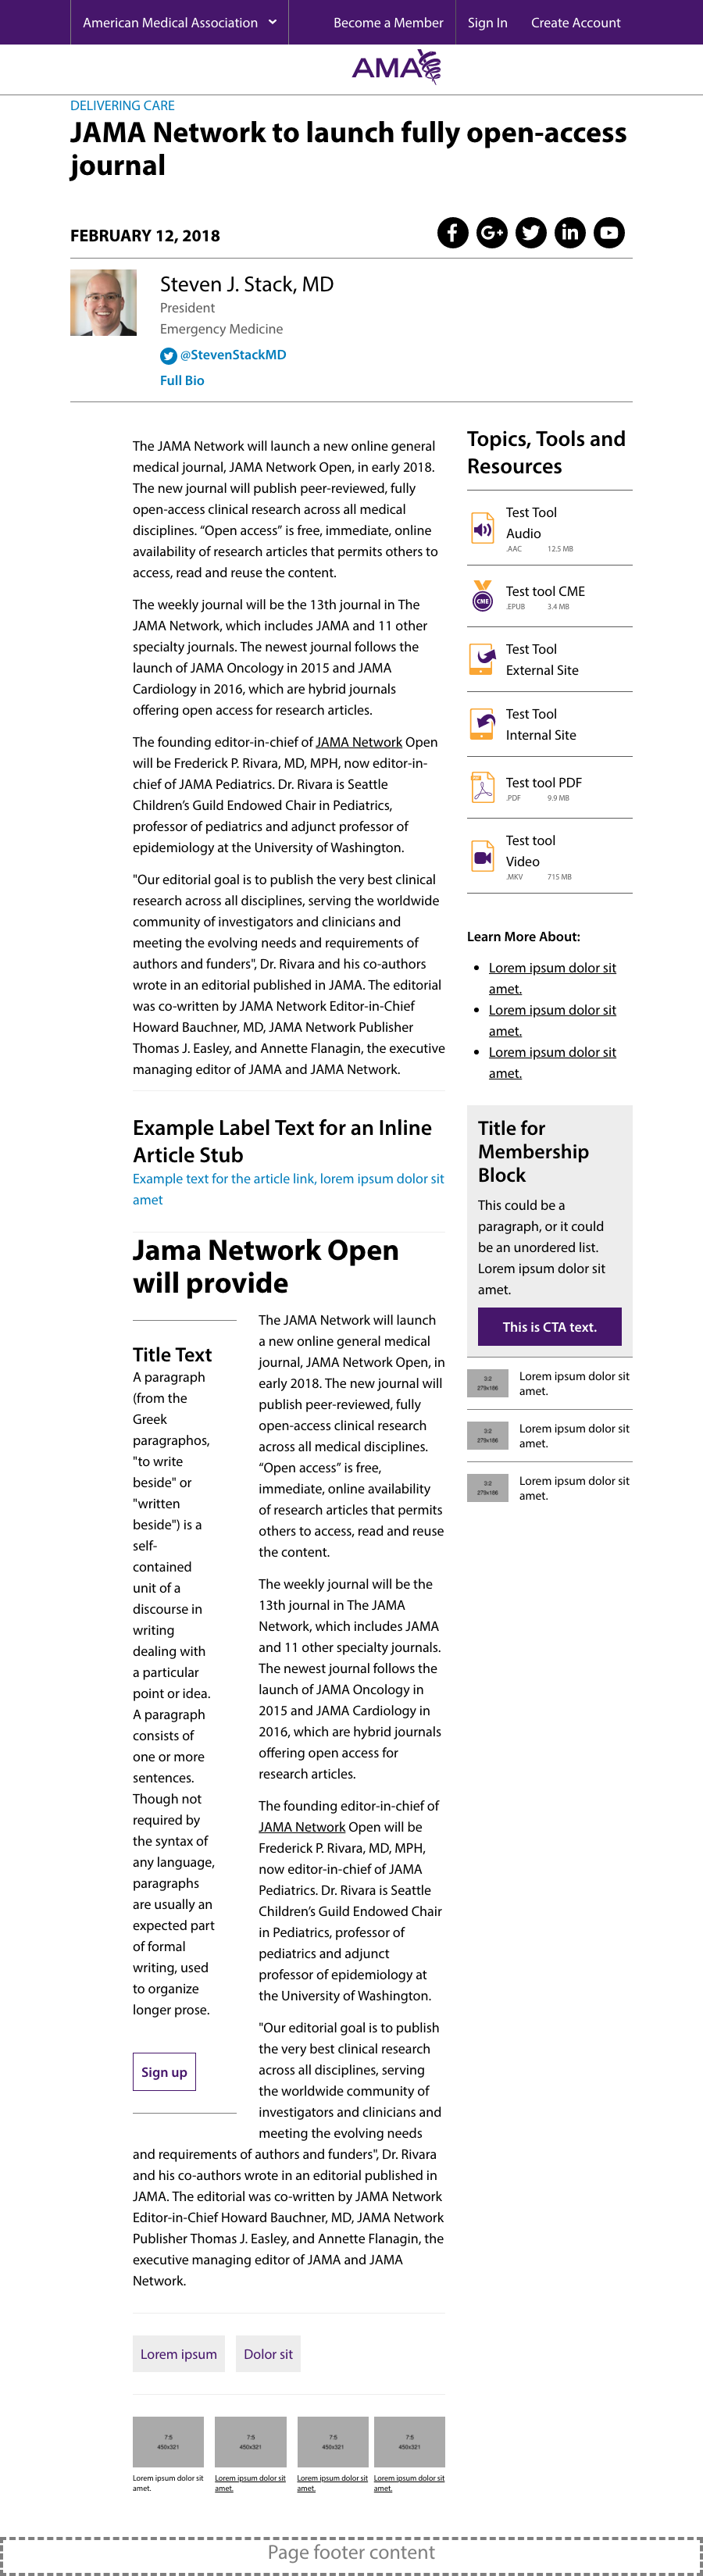 American Medical Association
Become a Member
Sign In
Create Account
AMA
DELIVERING CARE
JAMA Network to launch fully open-access
journal
FEBRUARY 12, 2018
Steven J. Stack, MD
President
Emergency Medicine
@StevenStackMD
Full Bio
The JAMA Network will launch a new online general
medical journal, JAMA Network Open, in early 2018.
The new journal will publish peer-reviewed, fully
open-access clinical research across all medical
disciplines. “Open access” is free, immediate, online
availability of research articles that permits others to
access, read and reuse the content.
The weekly journal will be the 13th journal in The
JAMA Network, which includes JAMA and 11 other
specialty journals. The newest journal follows the
launch of JAMA Oncology in 2015 and JAMA
Cardiology in 2016, which are hybrid journals
offering open access for research articles.
The founding editor-in-chief of JAMA Network Open
will be Frederick P. Rivara, MD, MPH, now editor-in-
chief of JAMA Pediatrics. Dr. Rivara is Seattle
Children’s Guild Endowed Chair in Pediatrics,
professor of pediatrics and adjunct professor of
epidemiology at the University of Washington.
"Our editorial goal is to publish the very best clinical
research across all disciplines, serving the worldwide
community of investigators and clinicians and
meeting the evolving needs and requirements of
authors and funders", Dr. Rivara and his co-authors
wrote in an editorial published in JAMA. The editorial
was co-written by JAMA Network Editor-in-Chief
Howard Bauchner, MD, JAMA Network Publisher
Thomas J. Easley, and Annette Flanagin, the executive
managing editor of JAMA and JAMA Network.
Example Label Text for an Inline
Article Stub
Example text for the article link, lorem ipsum dolor sit
amet
Jama Network Open
will provide
Title Text
A paragraph
(from the
Greek
paragraphos,
"to write
beside" or
"written
beside") is a
self-
contained
unit of a
discourse in
writing
dealing with
a particular
point or idea.
A paragraph
consists of
one or more
sentences.
Though not
required by
the syntax of
any language,
paragraphs
are usually an
expected part
of formal
writing, used
to organize
longer prose.
Sign up
The JAMA Network will launch
a new online general medical
journal, JAMA Network Open, in
early 2018. The new journal will
publish peer-reviewed, fully
open-access clinical research
across all medical disciplines.
“Open access” is free,
immediate, online availability
of research articles that permits
others to access, read and reuse
the content.
The weekly journal will be the
13th journal in The JAMA
Network, which includes JAMA
and 11 other specialty journals.
The newest journal follows the
launch of JAMA Oncology in
2015 and JAMA Cardiology in
2016, which are hybrid journals
offering open access for
research articles.
The founding editor-in-chief of
JAMA Network Open will be
Frederick P. Rivara, MD, MPH,
now editor-in-chief of JAMA
Pediatrics. Dr. Rivara is Seattle
Children’s Guild Endowed Chair
in Pediatrics, professor of
pediatrics and adjunct
professor of epidemiology at
the University of Washington.
"Our editorial goal is to publish
the very best clinical research
across all disciplines, serving
the worldwide community of
investigators and clinicians and
meeting the evolving needs
and requirements of authors and funders", Dr. Rivara
and his co-authors wrote in an editorial published in
JAMA. The editorial was co-written by JAMA Network
Editor-in-Chief Howard Bauchner, MD, JAMA Network
Publisher Thomas J. Easley, and Annette Flanagin, the
executive managing editor of JAMA and JAMA
Network.
Lorem ipsum
Dolor sit
7:5
450x321
Lorem ipsum dolor sit
amet.
7:5
450x321
Lorem ipsum dolor sit
amet.
7:5
450x321
Lorem ipsum dolor sit
amet.
7:5
450x321
Lorem ipsum dolor sit
amet.
Topics, Tools and
Resources
Test Tool
Audio
.AAC 12.5 MB
CME
Test tool CME
.EPUB 3.4 MB
Test Tool
External Site
Test Tool
Internal Site
Test tool PDF
.PDF 9.9 MB
Test tool
Video
.MKV 715 MB
Learn More About:
Lorem ipsum dolor sit
amet.
Lorem ipsum dolor sit
amet.
Lorem ipsum dolor sit
amet.
Title for
Membership
Block
This could be a
paragraph, or it could
be an unordered list.
Lorem ipsum dolor sit
amet.
This is CTA text.
3:2
279x186
Lorem ipsum dolor sit
amet.
3:2
279x186
Lorem ipsum dolor sit
amet.
3:2
279x186
Lorem ipsum dolor sit
amet.
Page footer content